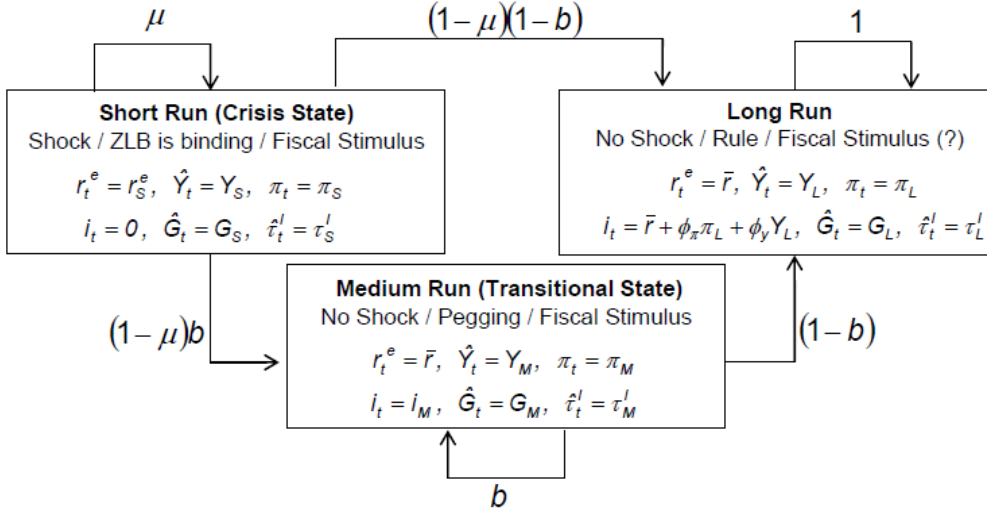 μ
(1−μ)(1−b)
1
Short Run (Crisis State)
Shock / ZLB is binding / Fiscal Stimulus
r_t^e = r_S^e, Ŷ_t = Y_S, π_t = π_S
i_t = 0, Ĝ_t = G_S, τ̂_t^l = τ_S^l
Long Run
No Shock / Rule / Fiscal Stimulus (?)
r_t^e = r̄, Ŷ_t = Y_L, π_t = π_L
i_t = r̄ + ϕ_π π_L + ϕ_y Y_L, Ĝ_t = G_L, τ̂_t^l = τ_L^l
(1−μ)b
Medium Run (Transitional State)
No Shock / Pegging / Fiscal Stimulus
r_t^e = r̄, Ŷ_t = Y_M, π_t = π_M
i_t = i_M, Ĝ_t = G_M, τ̂_t^l = τ_M^l
(1−b)
b